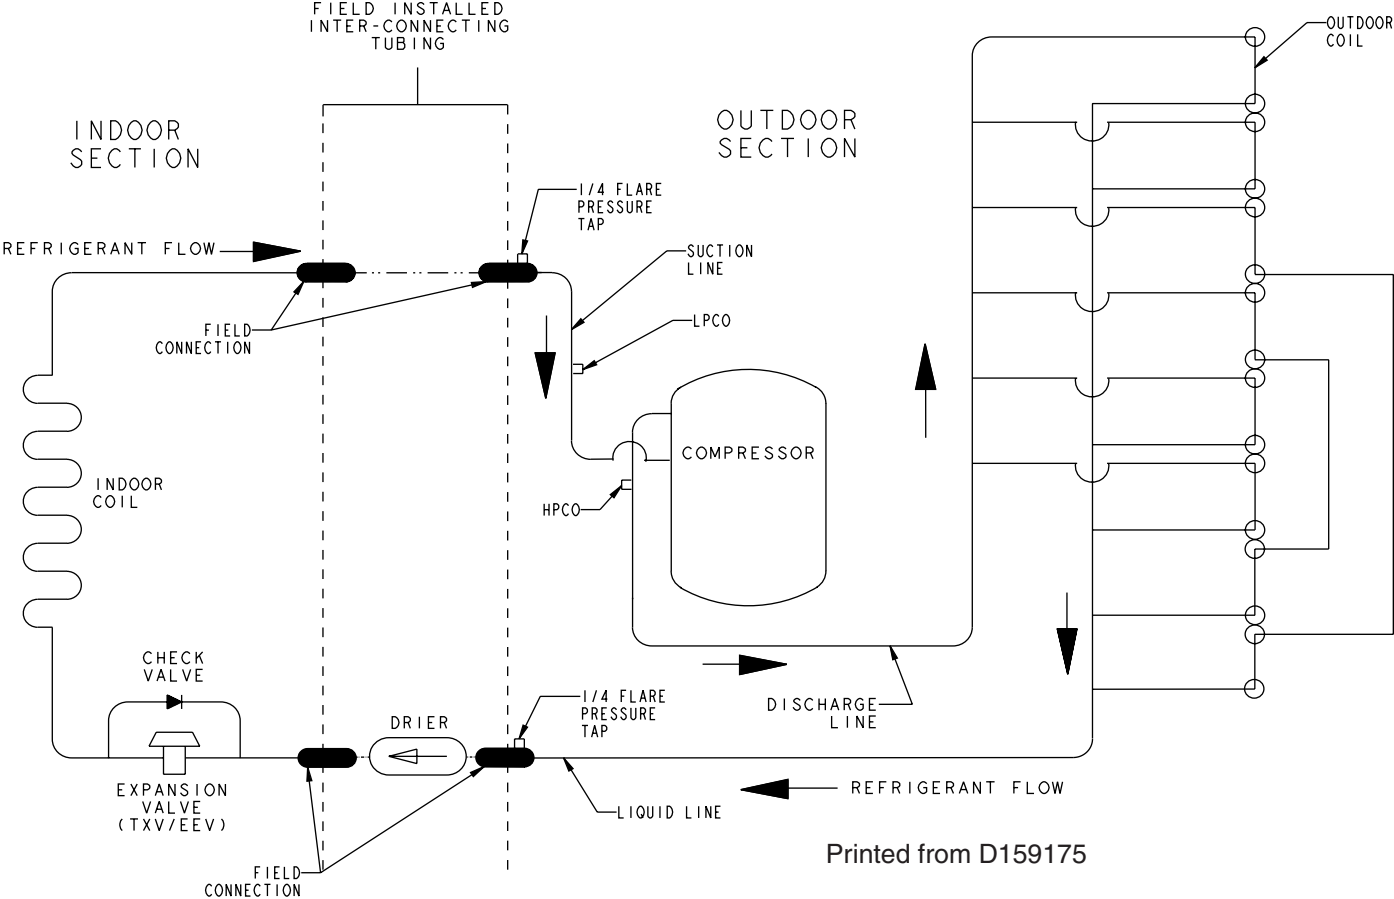 FIELD INSTALLED
INTER-CONNECTING
TUBING
OUTDOOR
COIL
INDOOR
SECTION
OUTDOOR
SECTION
1/4 FLARE
PRESSURE
TAP
REFRIGERANT FLOW
SUCTION
LINE
FIELD
CONNECTION
LPCO
COMPRESSOR
INDOOR
COIL
HPCO
CHECK
VALVE
1/4 FLARE
PRESSURE
TAP
DISCHARGE
LINE
DRIER
EXPANSION
VALVE
(TXV/EEV)
REFRIGERANT FLOW
LIQUID LINE
Printed from D159175
FIELD
CONNECTION